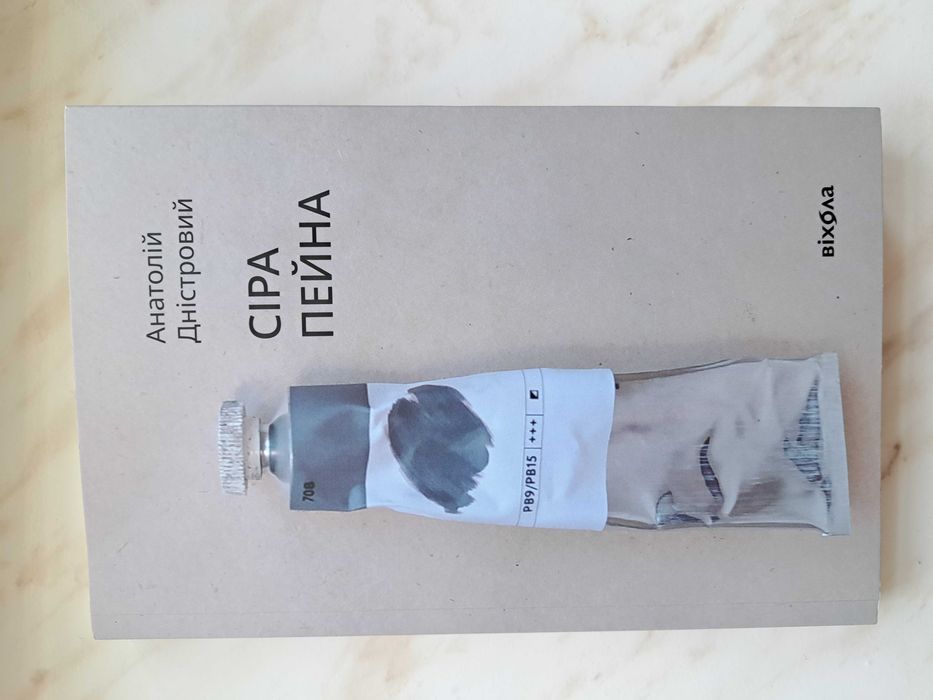 Анатолій
Дністровий
СІРА
ПЕЙНА
708
PB9/PB15 +++
віхола